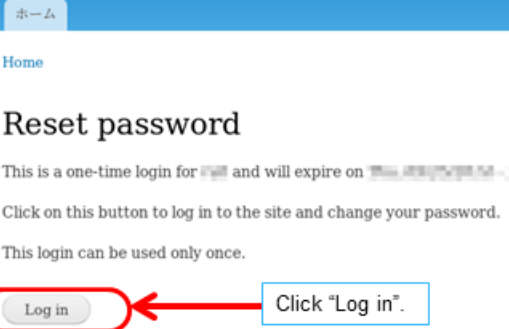 ホーム
Home
Reset password
This is a one-time login for and will expire on
Click on this button to log in to the site and change your password.
This login can be used only once.
Log in
Click “Log in”.